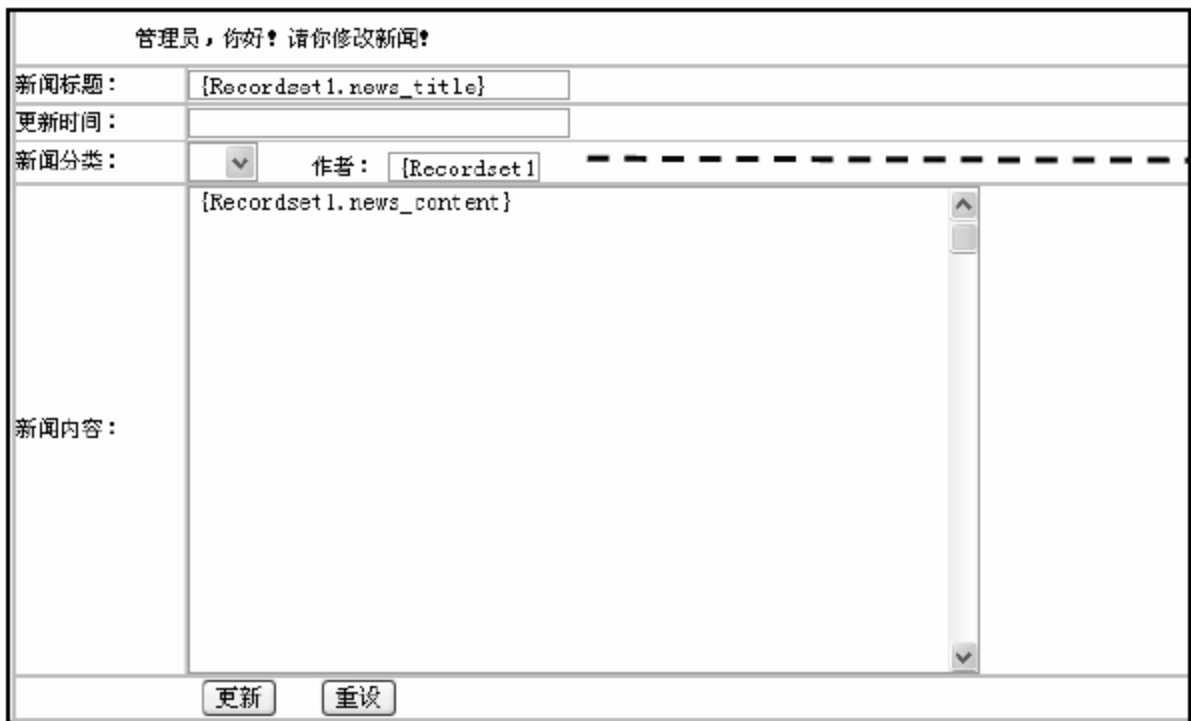 管理员，你好！请你修改新闻！
新闻标题： {Recordset1.news_title}
更新时间：
新闻分类： 作者： {Recordset1
{Recordset1.news_content}
新闻内容：
更新 重设